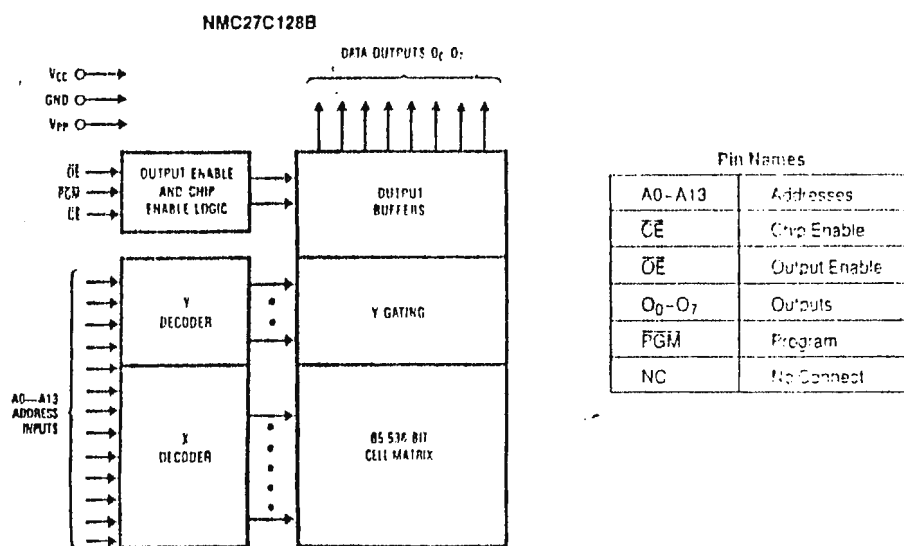 NMC27C128B
DATA OUTPUTS O0 O7
VCC
GND
VPP
OE
PGM
CE
OUTPUT ENABLE
AND CHIP
ENABLE LOGIC
OUTPUT
BUFFERS
Y
DECODER
Y GATING
A0—A13
ADDRESS
INPUTS
X
DECODER
65 536 BIT
CELL MATRIX
Pin Names
A0-A13 Addresses
CE Chip Enable
OE Output Enable
O0-O7 Outputs
PGM Program
NC No Connect